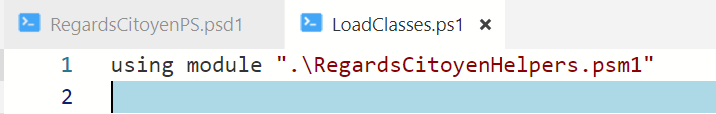 RegardsCitoyenPS.psd1 LoadClasses.ps1
1 using module ".\RegardsCitoyenHelpers.psm1"
2